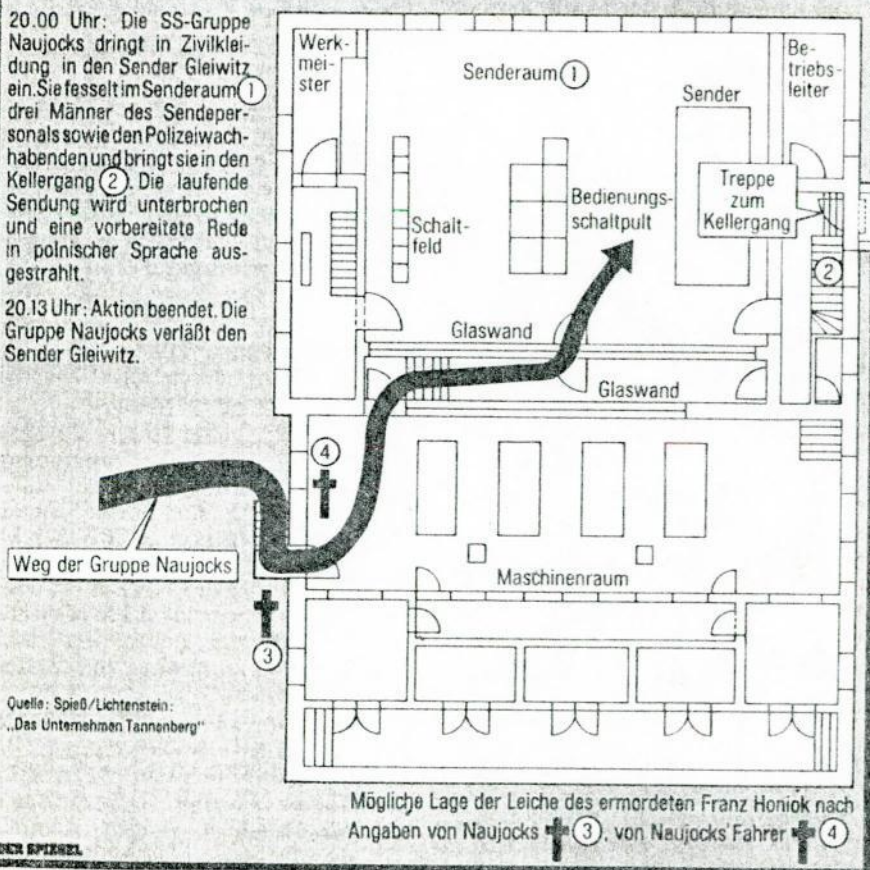 20.00 Uhr: Die SS-Gruppe
Naujocks dringt in Zivilklei-
dung in den Sender Gleiwitz
ein. Sie fesselt im Senderaum ①
drei Männer des Sendeper-
sonals sowie den Polizeiwach-
habenden und bringt sie in den
Kellergang ②. Die laufende
Sendung wird unterbrochen
und eine vorbereitete Rede
in polnischer Sprache aus-
gestrahlt.
20.13 Uhr: Aktion beendet. Die
Gruppe Naujocks verläßt den
Sender Gleiwitz.
Werk-
mei-
ster
Senderaum ①
Be-
triebs-
leiter
Sender
Treppe
zum
Kellergang
Schalt-
feld
Bedienungs-
schaltpult
②
Glaswand
Glaswand
④
Weg der Gruppe Naujocks
Maschinenraum
③
Quelle: Spieß/Lichtenstein:
„Das Unternehmen Tannenberg"
Mögliche Lage der Leiche des ermordeten Franz Honiok nach
Angaben von Naujocks ✝ ③, von Naujocks' Fahrer ✝ ④
DER SPIEGEL